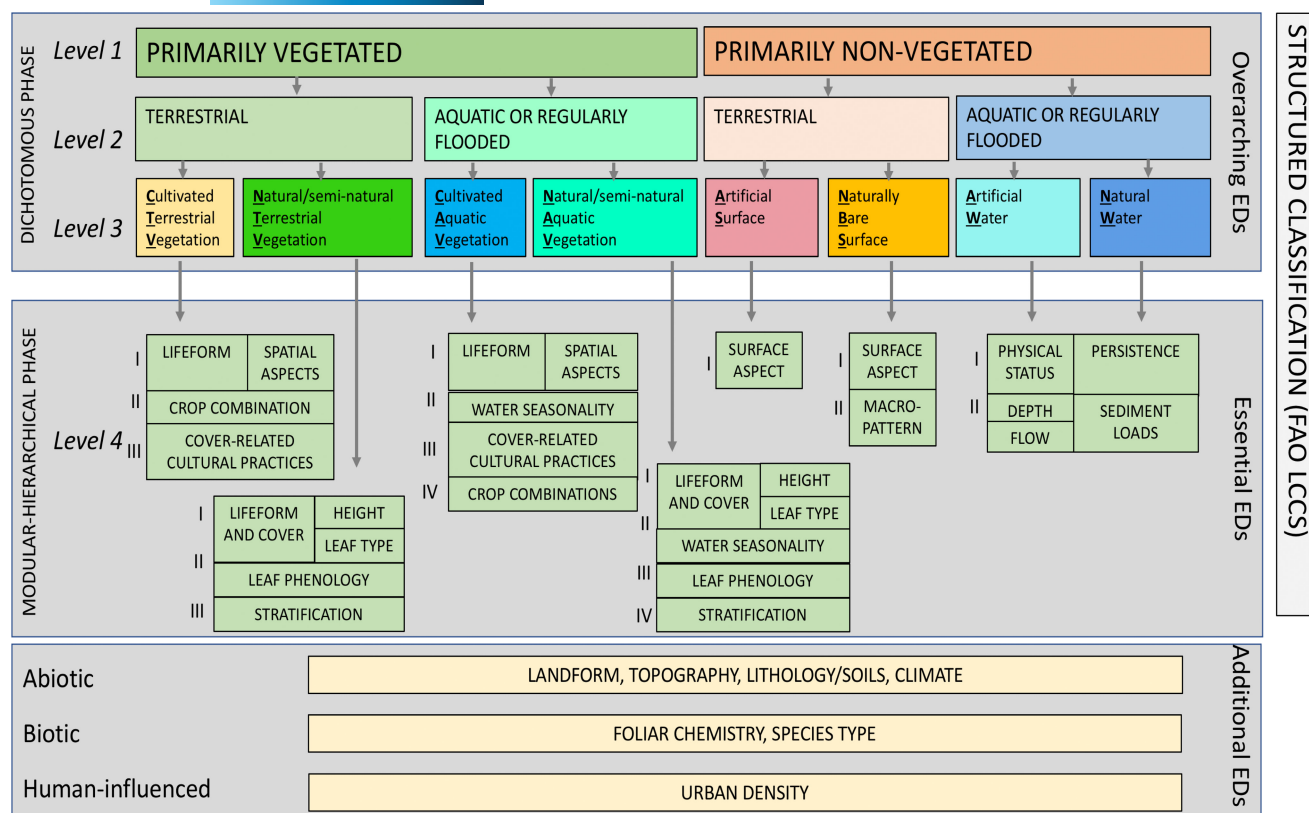 DICHOTOMOUS PHASE
Level 1
PRIMARILY VEGETATED
PRIMARILY NON-VEGETATED
Level 2
TERRESTRIAL
AQUATIC OR REGULARLY
FLOODED
TERRESTRIAL
AQUATIC OR REGULARLY
FLOODED
Level 3
Cultivated
Terrestrial
Vegetation
Natural/semi-natural
Terrestrial
Vegetation
Cultivated
Aquatic
Vegetation
Natural/semi-natural
Aquatic
Vegetation
Artificial
Surface
Naturally
Bare
Surface
Artificial
Water
Natural
Water
Overarching EDs
STRUCTURED CLASSIFICATION (FAO LCCS)
MODULAR-HIERARCHICAL PHASE
Level 4
I
LIFEFORM
SPATIAL
ASPECTS
II
CROP COMBINATION
III
COVER-RELATED
CULTURAL PRACTICES
I
LIFEFORM
AND COVER
HEIGHT
LEAF TYPE
II
LEAF PHENOLOGY
III
STRATIFICATION
I
LIFEFORM
SPATIAL
ASPECTS
II
WATER SEASONALITY
III
COVER-RELATED
CULTURAL PRACTICES
IV
CROP COMBINATIONS
I
LIFEFORM
AND COVER
HEIGHT
LEAF TYPE
II
WATER SEASONALITY
III
LEAF PHENOLOGY
IV
STRATIFICATION
I
SURFACE
ASPECT
I
SURFACE
ASPECT
II
MACRO-
PATTERN
I
PHYSICAL
STATUS
PERSISTENCE
II
DEPTH
FLOW
SEDIMENT
LOADS
Essential EDs
Abiotic
LANDFORM, TOPOGRAPHY, LITHOLOGY/SOILS, CLIMATE
Biotic
FOLIAR CHEMISTRY, SPECIES TYPE
Human-influenced
URBAN DENSITY
Additional EDs